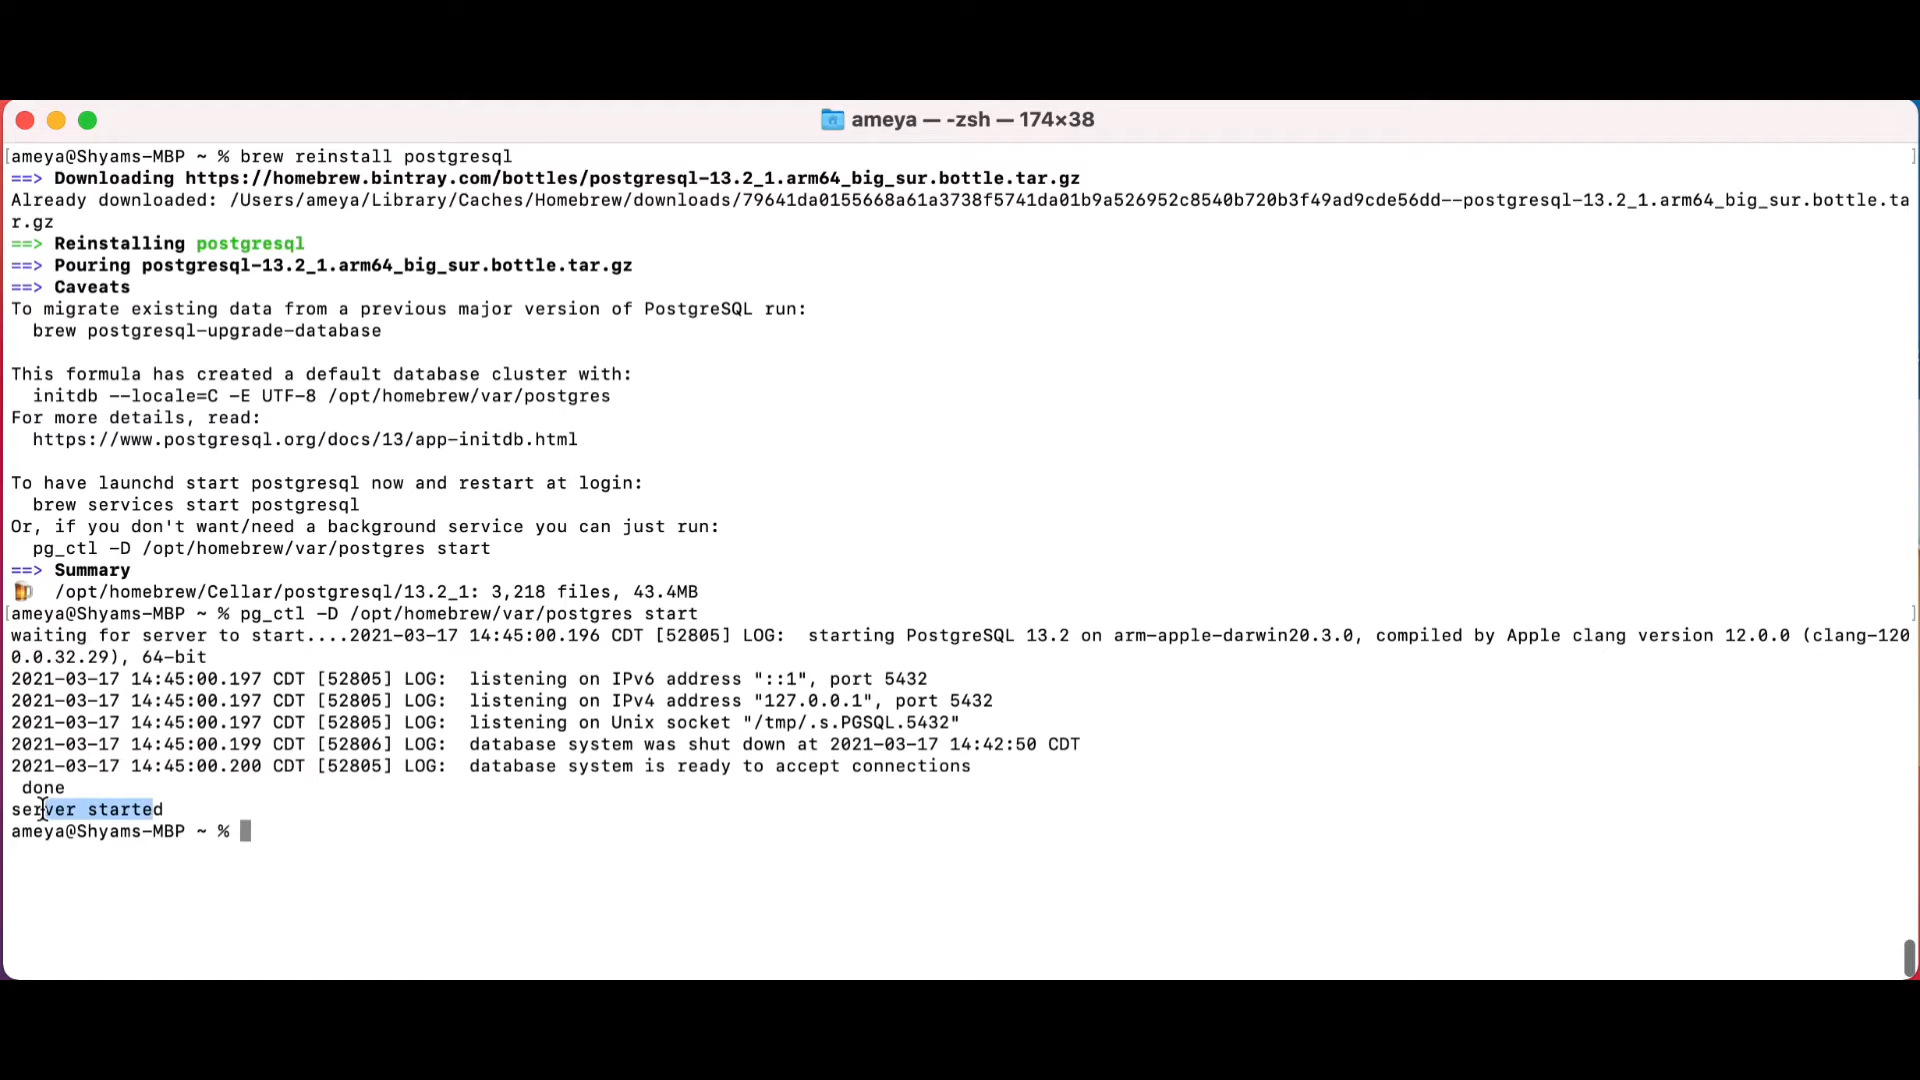 ameya — -zsh — 174×38
[ameya@Shyams-MBP ~ % brew reinstall postgresql ]
==> Downloading https://homebrew.bintray.com/bottles/postgresql-13.2_1.arm64_big_sur.bottle.tar.gz
Already downloaded: /Users/ameya/Library/Caches/Homebrew/downloads/79641da0155668a61a3738f5741da01b9a526952c8540b720b3f49ad9cde56dd--postgresql-13.2_1.arm64_big_sur.bottle.ta
r.gz
==> Reinstalling postgresql
==> Pouring postgresql-13.2_1.arm64_big_sur.bottle.tar.gz
==> Caveats
To migrate existing data from a previous major version of PostgreSQL run:
  brew postgresql-upgrade-database

This formula has created a default database cluster with:
  initdb --locale=C -E UTF-8 /opt/homebrew/var/postgres
For more details, read:
  https://www.postgresql.org/docs/13/app-initdb.html

To have launchd start postgresql now and restart at login:
  brew services start postgresql
Or, if you don't want/need a background service you can just run:
  pg_ctl -D /opt/homebrew/var/postgres start
==> Summary
🍺  /opt/homebrew/Cellar/postgresql/13.2_1: 3,218 files, 43.4MB
[ameya@Shyams-MBP ~ % pg_ctl -D /opt/homebrew/var/postgres start ]
waiting for server to start....2021-03-17 14:45:00.196 CDT [52805] LOG:  starting PostgreSQL 13.2 on arm-apple-darwin20.3.0, compiled by Apple clang version 12.0.0 (clang-120
0.0.32.29), 64-bit
2021-03-17 14:45:00.197 CDT [52805] LOG:  listening on IPv6 address "::1", port 5432
2021-03-17 14:45:00.197 CDT [52805] LOG:  listening on IPv4 address "127.0.0.1", port 5432
2021-03-17 14:45:00.197 CDT [52805] LOG:  listening on Unix socket "/tmp/.s.PGSQL.5432"
2021-03-17 14:45:00.199 CDT [52806] LOG:  database system was shut down at 2021-03-17 14:42:50 CDT
2021-03-17 14:45:00.200 CDT [52805] LOG:  database system is ready to accept connections
 done
server started
ameya@Shyams-MBP ~ %